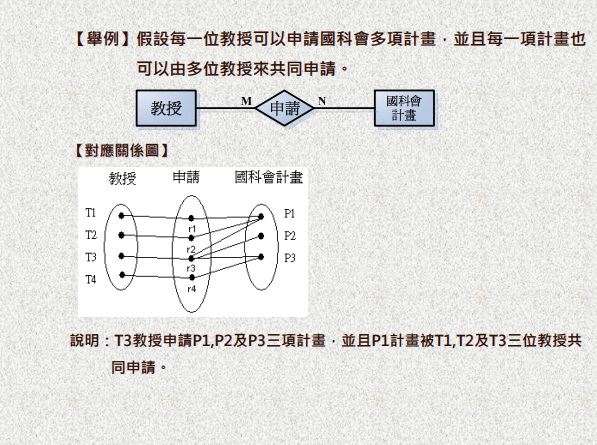 【舉例】假設每一位教授可以申請國科會多項計畫，並且每一項計畫也
可以由多位教授來共同申請。
教授 M 申請 N 國科會
計畫
【對應關係圖】
教授 申請 國科會計畫
T1 P1
r1
T2 P2
r2
T3 P3
r3
T4
r4
說明：T3教授申請P1,P2及P3三項計畫，並且P1計畫被T1,T2及T3三位教授共
同申請。